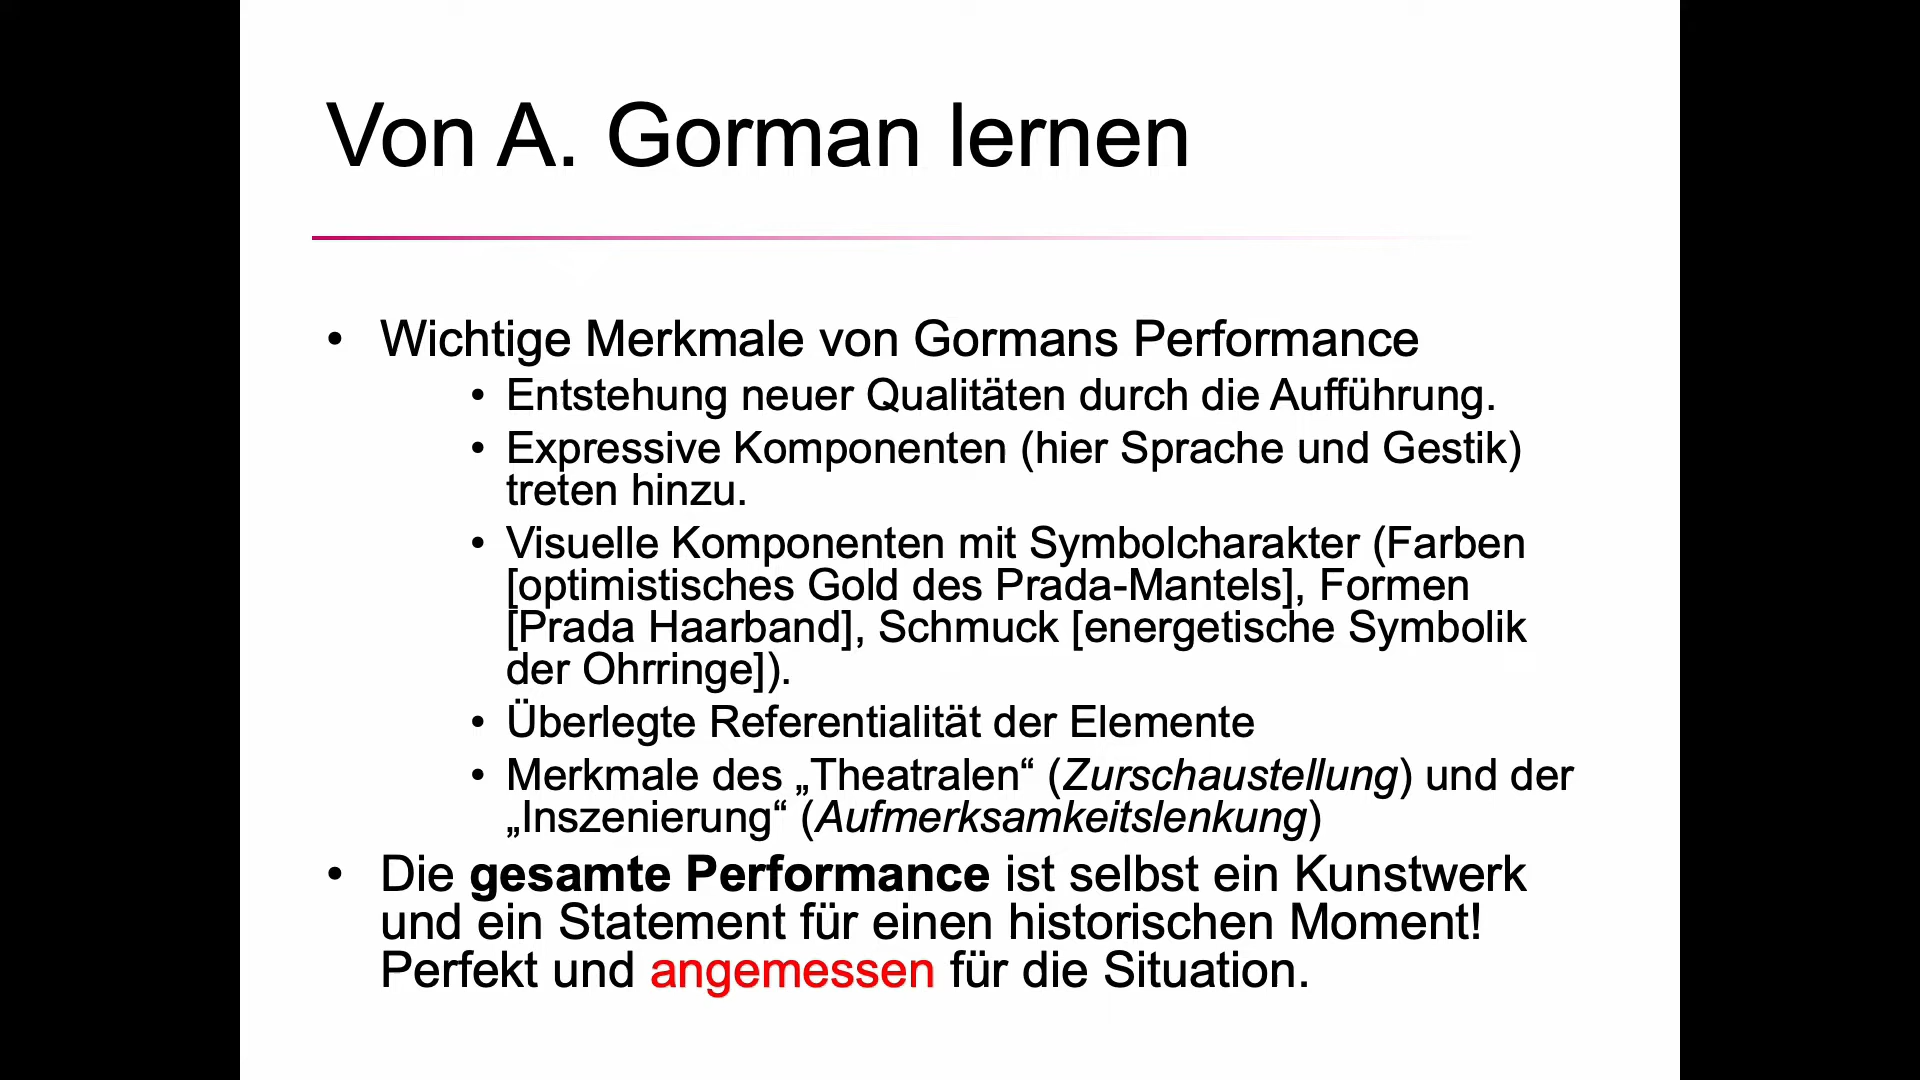 Von A. Gorman lernen
• Wichtige Merkmale von Gormans Performance
• Entstehung neuer Qualitäten durch die Aufführung.
• Expressive Komponenten (hier Sprache und Gestik)
treten hinzu.
• Visuelle Komponenten mit Symbolcharakter (Farben
[optimistisches Gold des Prada-Mantels], Formen
[Prada Haarband], Schmuck [energetische Symbolik
der Ohrringe]).
• Überlegte Referentialität der Elemente
• Merkmale des „Theatralen“ (Zurschaustellung) und der
„Inszenierung“ (Aufmerksamkeitslenkung)
• Die gesamte Performance ist selbst ein Kunstwerk
und ein Statement für einen historischen Moment!
Perfekt und angemessen für die Situation.